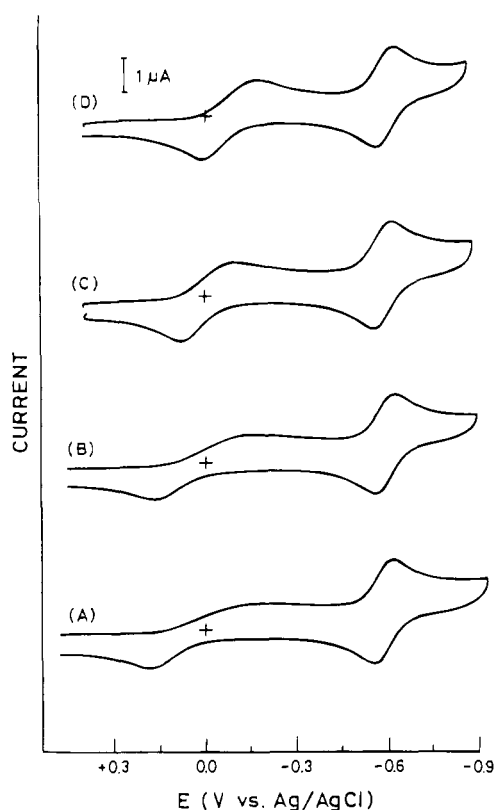 1 μA
(D)
(C)
(B)
(A)
CURRENT
+0.3 0.0 -0.3 -0.6 -0.9
E (V vs. Ag/AgCl)